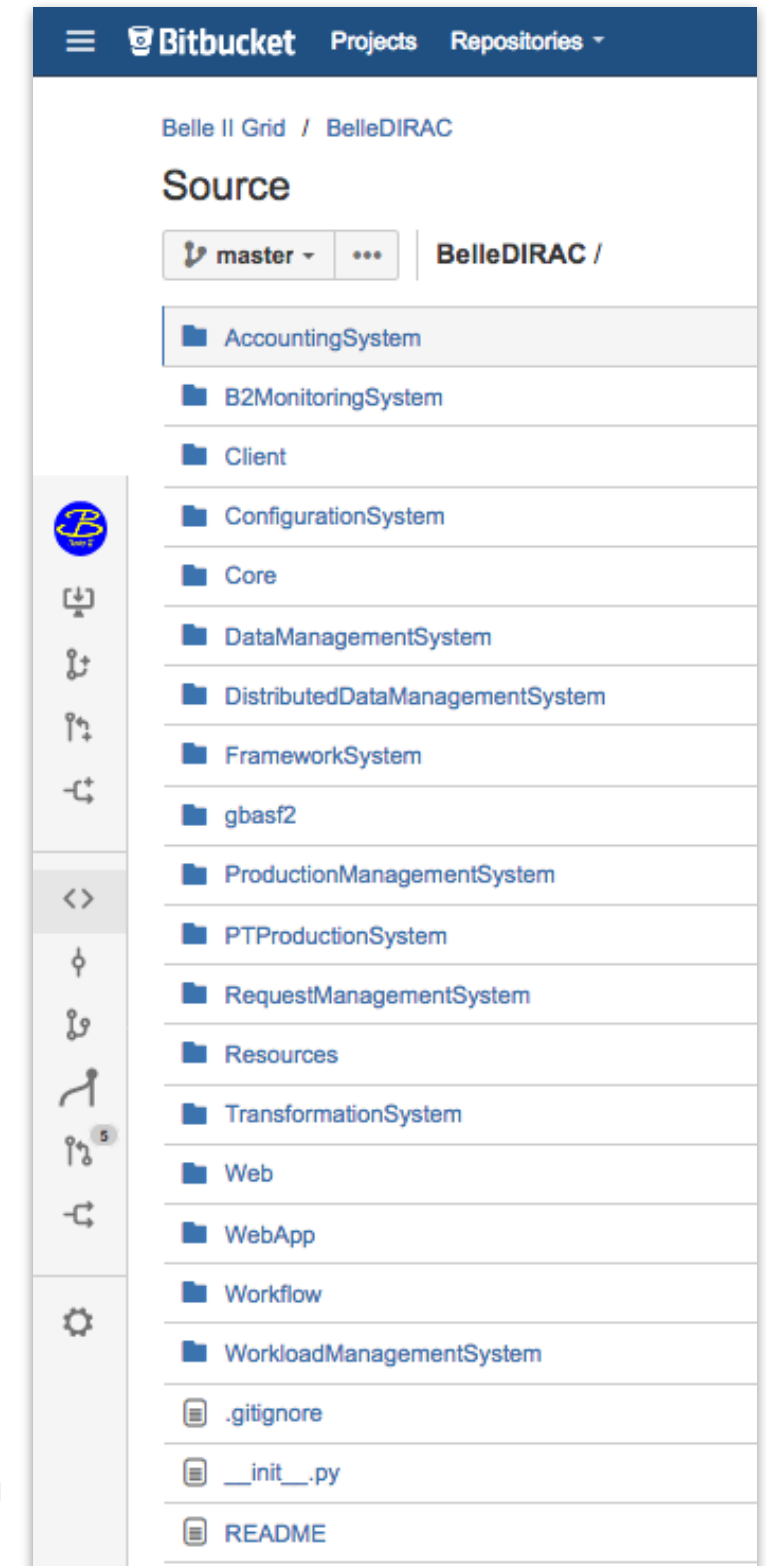 Bitbucket Projects Repositories
Belle II Grid / BelleDIRAC
Source
master ••• BelleDIRAC /
AccountingSystem
B2MonitoringSystem
Client
ConfigurationSystem
Core
DataManagementSystem
DistributedDataManagementSystem
FrameworkSystem
gbasf2
ProductionManagementSystem
PTProductionSystem
RequestManagementSystem
Resources
TransformationSystem
5
Web
WebApp
Workflow
WorkloadManagementSystem
.gitignore
__init__.py
README